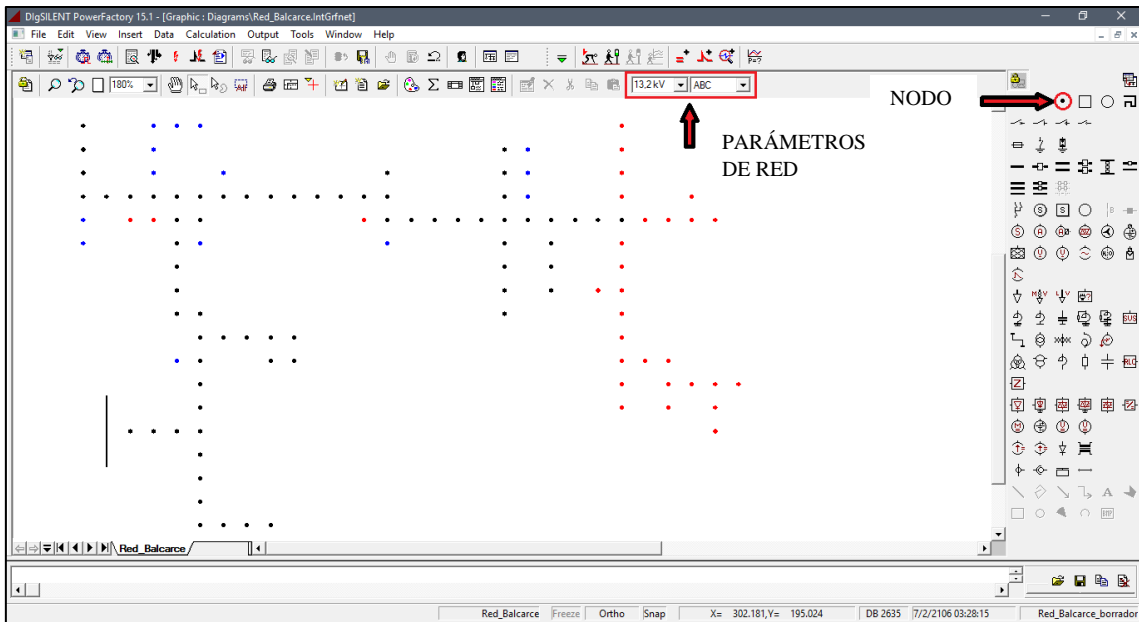 DIgSILENT PowerFactory 15.1 - [Graphic : Diagrams\Red_Balcarce.IntGrfnet]
File Edit View Insert Data Calculation Output Tools Window Help
180%
13,2 kV ABC
NODO
PARÁMETROS
DE RED
Red_Balcarce
Red_Balcarce Freeze Ortho Snap X= 302.181,Y= 195.024 DB 2635 7/2/2106 03:28:15 Red_Balcarce_borrador